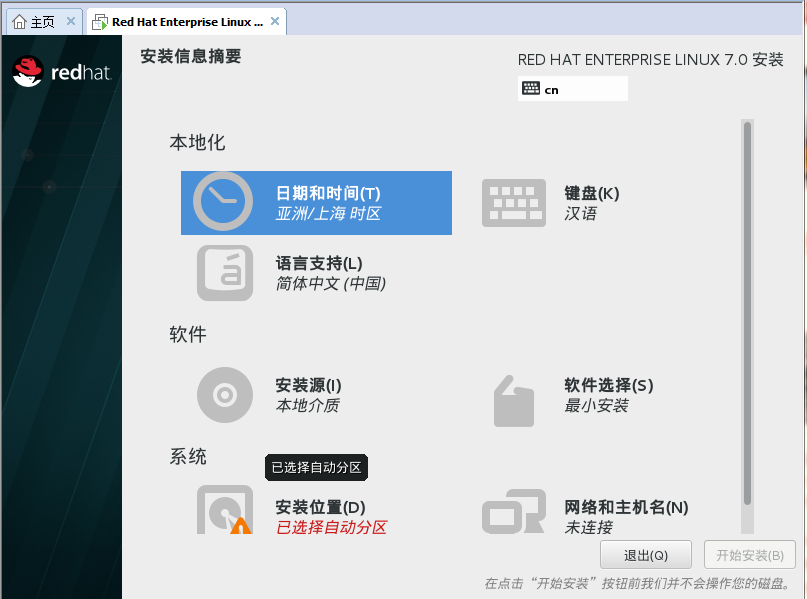 主页
Red Hat Enterprise Linux ...
redhat.
安装信息摘要
RED HAT ENTERPRISE LINUX 7.0 安装
cn
本地化
日期和时间(T)
亚洲/上海 时区
键盘(K)
汉语
语言支持(L)
简体中文 (中国)
软件
安装源(I)
本地介质
软件选择(S)
最小安装
系统
已选择自动分区
安装位置(D)
已选择自动分区
网络和主机名(N)
未连接
退出(Q)
开始安装(B)
在点击“开始安装”按钮前我们并不会操作您的磁盘。